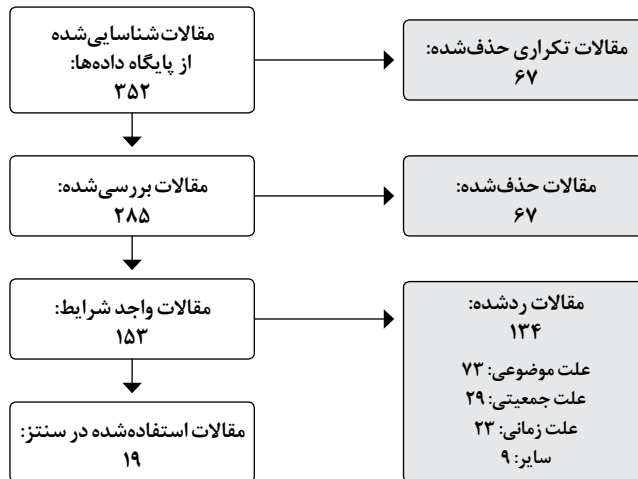 مقالات شناسایی‌شده
از پایگاه داده‌ها:
۳۵۲
مقالات تکراری حذف‌شده:
۶۷
مقالات بررسی‌شده:
۲۸۵
مقالات حذف‌شده:
۶۷
مقالات واجد شرایط:
۱۵۳
مقالات ردشده:
۱۳۴
علت موضوعی: ۷۳
علت جمعیتی: ۲۹
علت زمانی: ۲۳
سایر: ۹
مقالات استفاده‌شده در سنتز:
۱۹